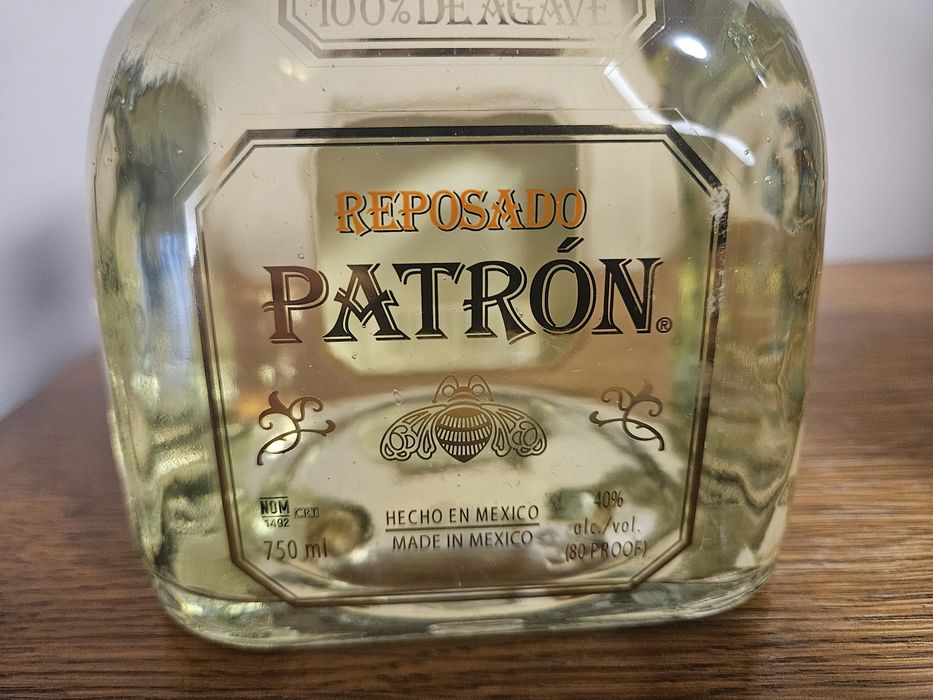 100% DE AGAVE
REPOSADO
PATRÓN®
NOM
1492
CRT
750 ml
HECHO EN MEXICO
MADE IN MEXICO
40%
alc./vol.
(80 PROOF)